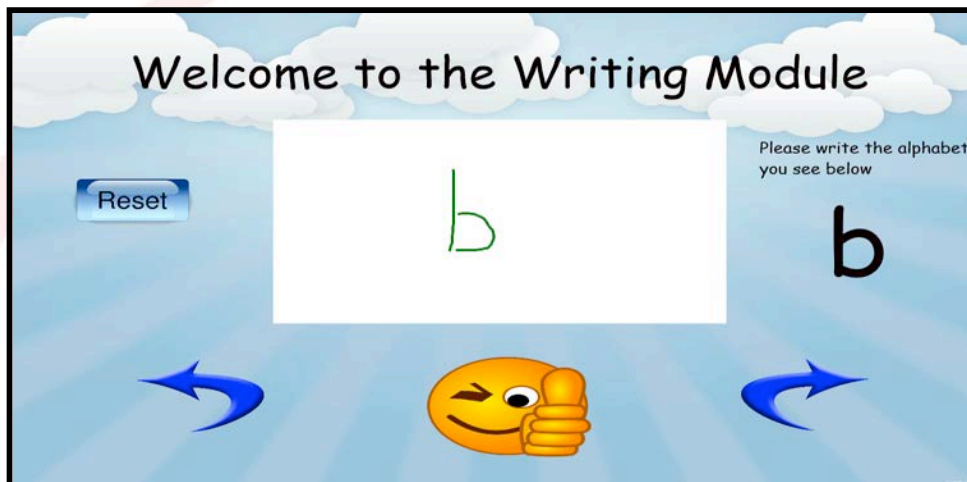 Welcome to the Writing Module
Please write the alphabet
you see below
Reset
b
b